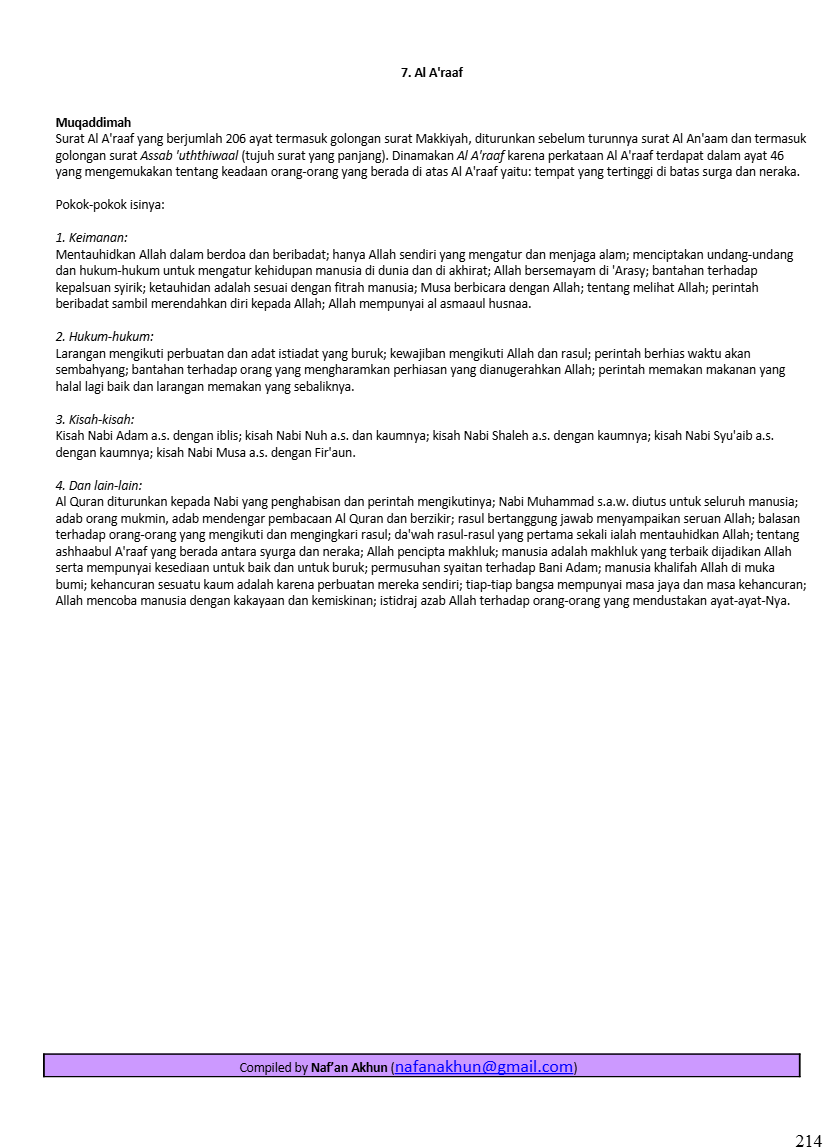 7. Al A'raaf
Muqaddimah
Surat Al A'raaf yang berjumlah 206 ayat termasuk golongan surat Makkiyah, diturunkan sebelum turunnya surat Al An'aam dan termasuk
golongan surat Assab 'uththiwaal (tujuh surat yang panjang). Dinamakan Al A'raaf karena perkataan Al A'raaf terdapat dalam ayat 46
yang mengemukakan tentang keadaan orang-orang yang berada di atas Al A'raaf yaitu: tempat yang tertinggi di batas surga dan neraka.
Pokok-pokok isinya:
1. Keimanan:
Mentauhidkan Allah dalam berdoa dan beribadat; hanya Allah sendiri yang mengatur dan menjaga alam; menciptakan undang-undang
dan hukum-hukum untuk mengatur kehidupan manusia di dunia dan di akhirat; Allah bersemayam di 'Arasy; bantahan terhadap
kepalsuan syirik; ketauhidan adalah sesuai dengan fitrah manusia; Musa berbicara dengan Allah; tentang melihat Allah; perintah
beribadat sambil merendahkan diri kepada Allah; Allah mempunyai al asmaaul husnaa.
2. Hukum-hukum:
Larangan mengikuti perbuatan dan adat istiadat yang buruk; kewajiban mengikuti Allah dan rasul; perintah berhias waktu akan
sembahyang; bantahan terhadap orang yang mengharamkan perhiasan yang dianugerahkan Allah; perintah memakan makanan yang
halal lagi baik dan larangan memakan yang sebaliknya.
3. Kisah-kisah:
Kisah Nabi Adam a.s. dengan iblis; kisah Nabi Nuh a.s. dan kaumnya; kisah Nabi Shaleh a.s. dengan kaumnya; kisah Nabi Syu'aib a.s.
dengan kaumnya; kisah Nabi Musa a.s. dengan Fir'aun.
4. Dan lain-lain:
Al Quran diturunkan kepada Nabi yang penghabisan dan perintah mengikutinya; Nabi Muhammad s.a.w. diutus untuk seluruh manusia;
adab orang mukmin, adab mendengar pembacaan Al Quran dan berzikir; rasul bertanggung jawab menyampaikan seruan Allah; balasan
terhadap orang-orang yang mengikuti dan mengingkari rasul; da'wah rasul-rasul yang pertama sekali ialah mentauhidkan Allah; tentang
ashhaabul A'raaf yang berada antara syurga dan neraka; Allah pencipta makhluk; manusia adalah makhluk yang terbaik dijadikan Allah
serta mempunyai kesediaan untuk baik dan untuk buruk; permusuhan syaitan terhadap Bani Adam; manusia khalifah Allah di muka
bumi; kehancuran sesuatu kaum adalah karena perbuatan mereka sendiri; tiap-tiap bangsa mempunyai masa jaya dan masa kehancuran;
Allah mencoba manusia dengan kakayaan dan kemiskinan; istidraj azab Allah terhadap orang-orang yang mendustakan ayat-ayat-Nya.
Compiled by Naf’an Akhun (nafanakhun@gmail.com)
214